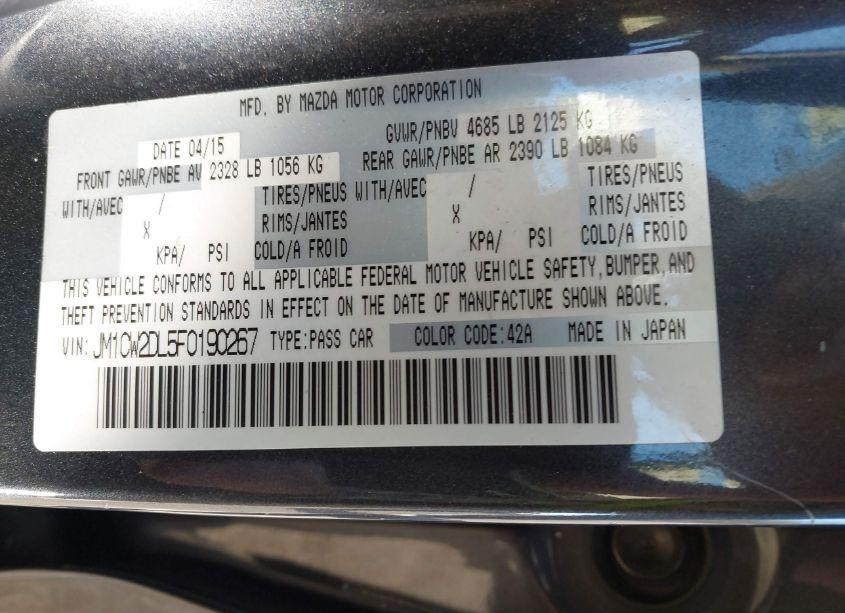 MFD. BY MAZDA MOTOR CORPORATION
DATE 04/15 GVWR/PNBV 4685 LB 2125 KG
FRONT GAWR/PNBE AV 2328 LB 1056 KG REAR GAWR/PNBE AR 2390 LB 1084 KG
WITH/AVEC / TIRES/PNEUS WITH/AVEC / TIRES/PNEUS
X RIMS/JANTES X RIMS/JANTES
KPA/ PSI COLD/A FROID KPA/ PSI COLD/A FROID
THIS VEHICLE CONFORMS TO ALL APPLICABLE FEDERAL MOTOR VEHICLE SAFETY, BUMPER, AND
THEFT PREVENTION STANDARDS IN EFFECT ON THE DATE OF MANUFACTURE SHOWN ABOVE.
VIN: JM1CW2DL5F0190267 TYPE:PASS CAR COLOR CODE:42A MADE IN JAPAN